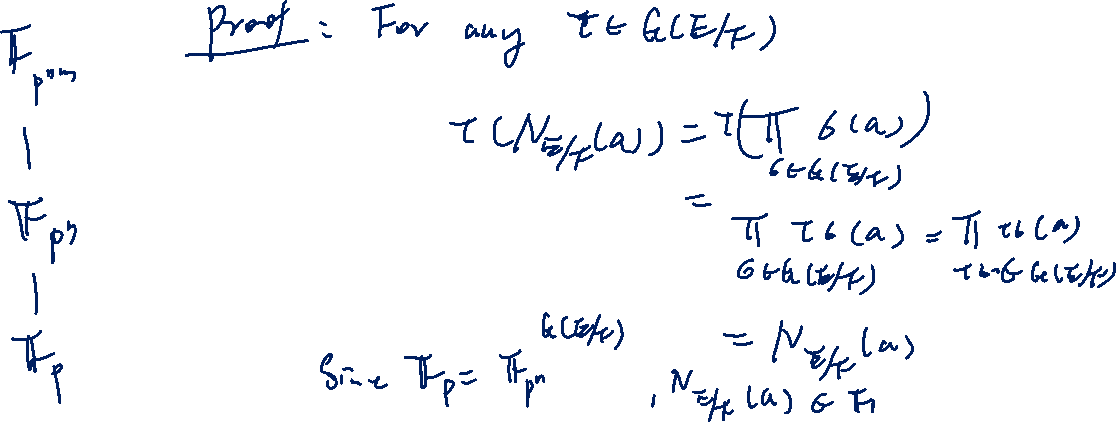 Proof : For any τ ∈ G(E/F)
τ(N_{E/F}(a)) = τ(∏_{σ∈G(E/F)} σ(a))
= ∏_{σ∈G(E/F)} τσ(a) = ∏_{τσ∈G(E/F)} τσ(a)
= N_{E/F}(a)
Since 𝔽_p = 𝔽_{p^n}^{G(E/F)} , N_{E/F}(a) ∈
𝔽_{p^{nm}}
|
𝔽_{p^n}
|
𝔽_p